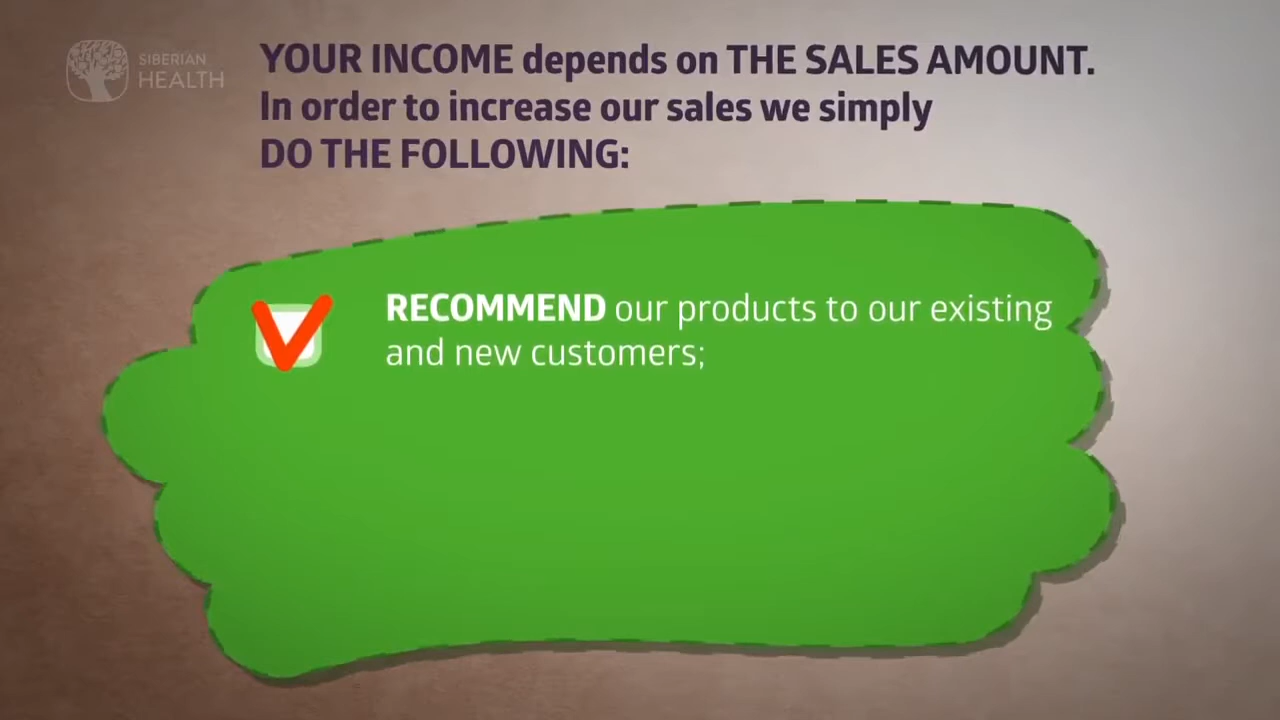 SIBERIAN
HEALTH
YOUR INCOME depends on THE SALES AMOUNT.
In order to increase our sales we simply
DO THE FOLLOWING:
RECOMMEND our products to our existing
and new customers;